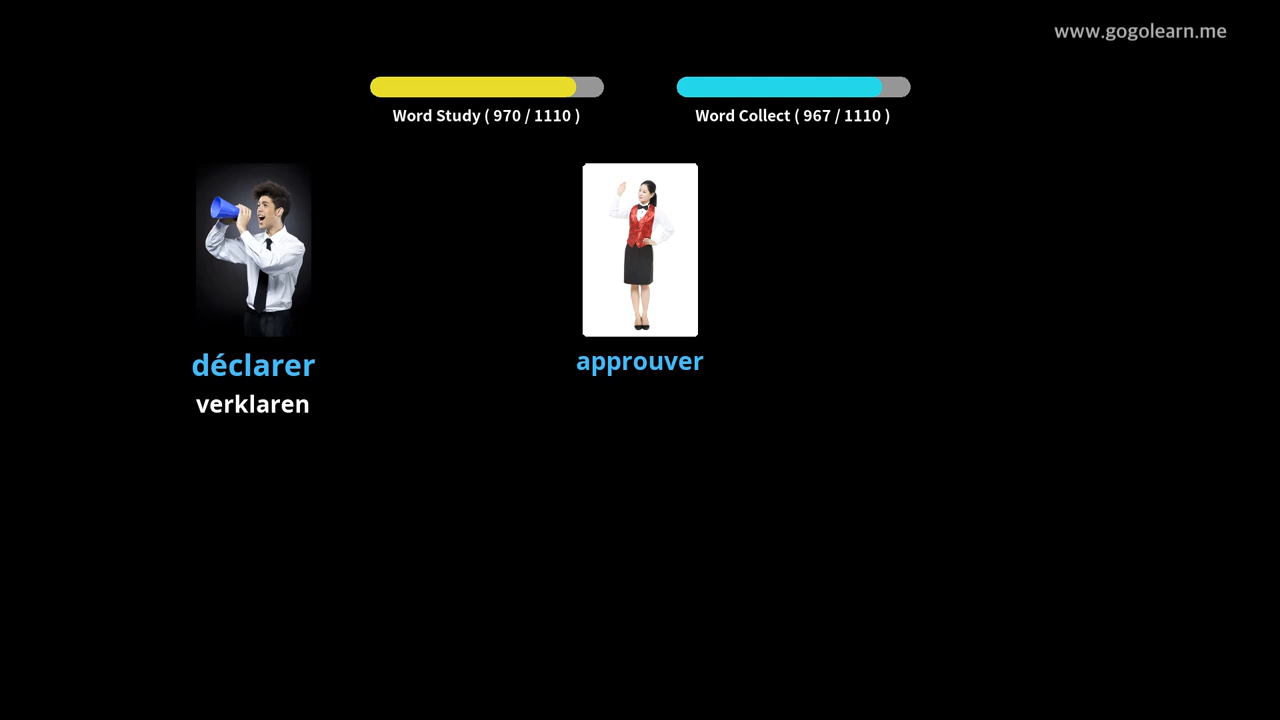 www.gogolearn.me
Word Study ( 970 / 1110 )
Word Collect ( 967 / 1110 )
déclarer
verklaren
approuver